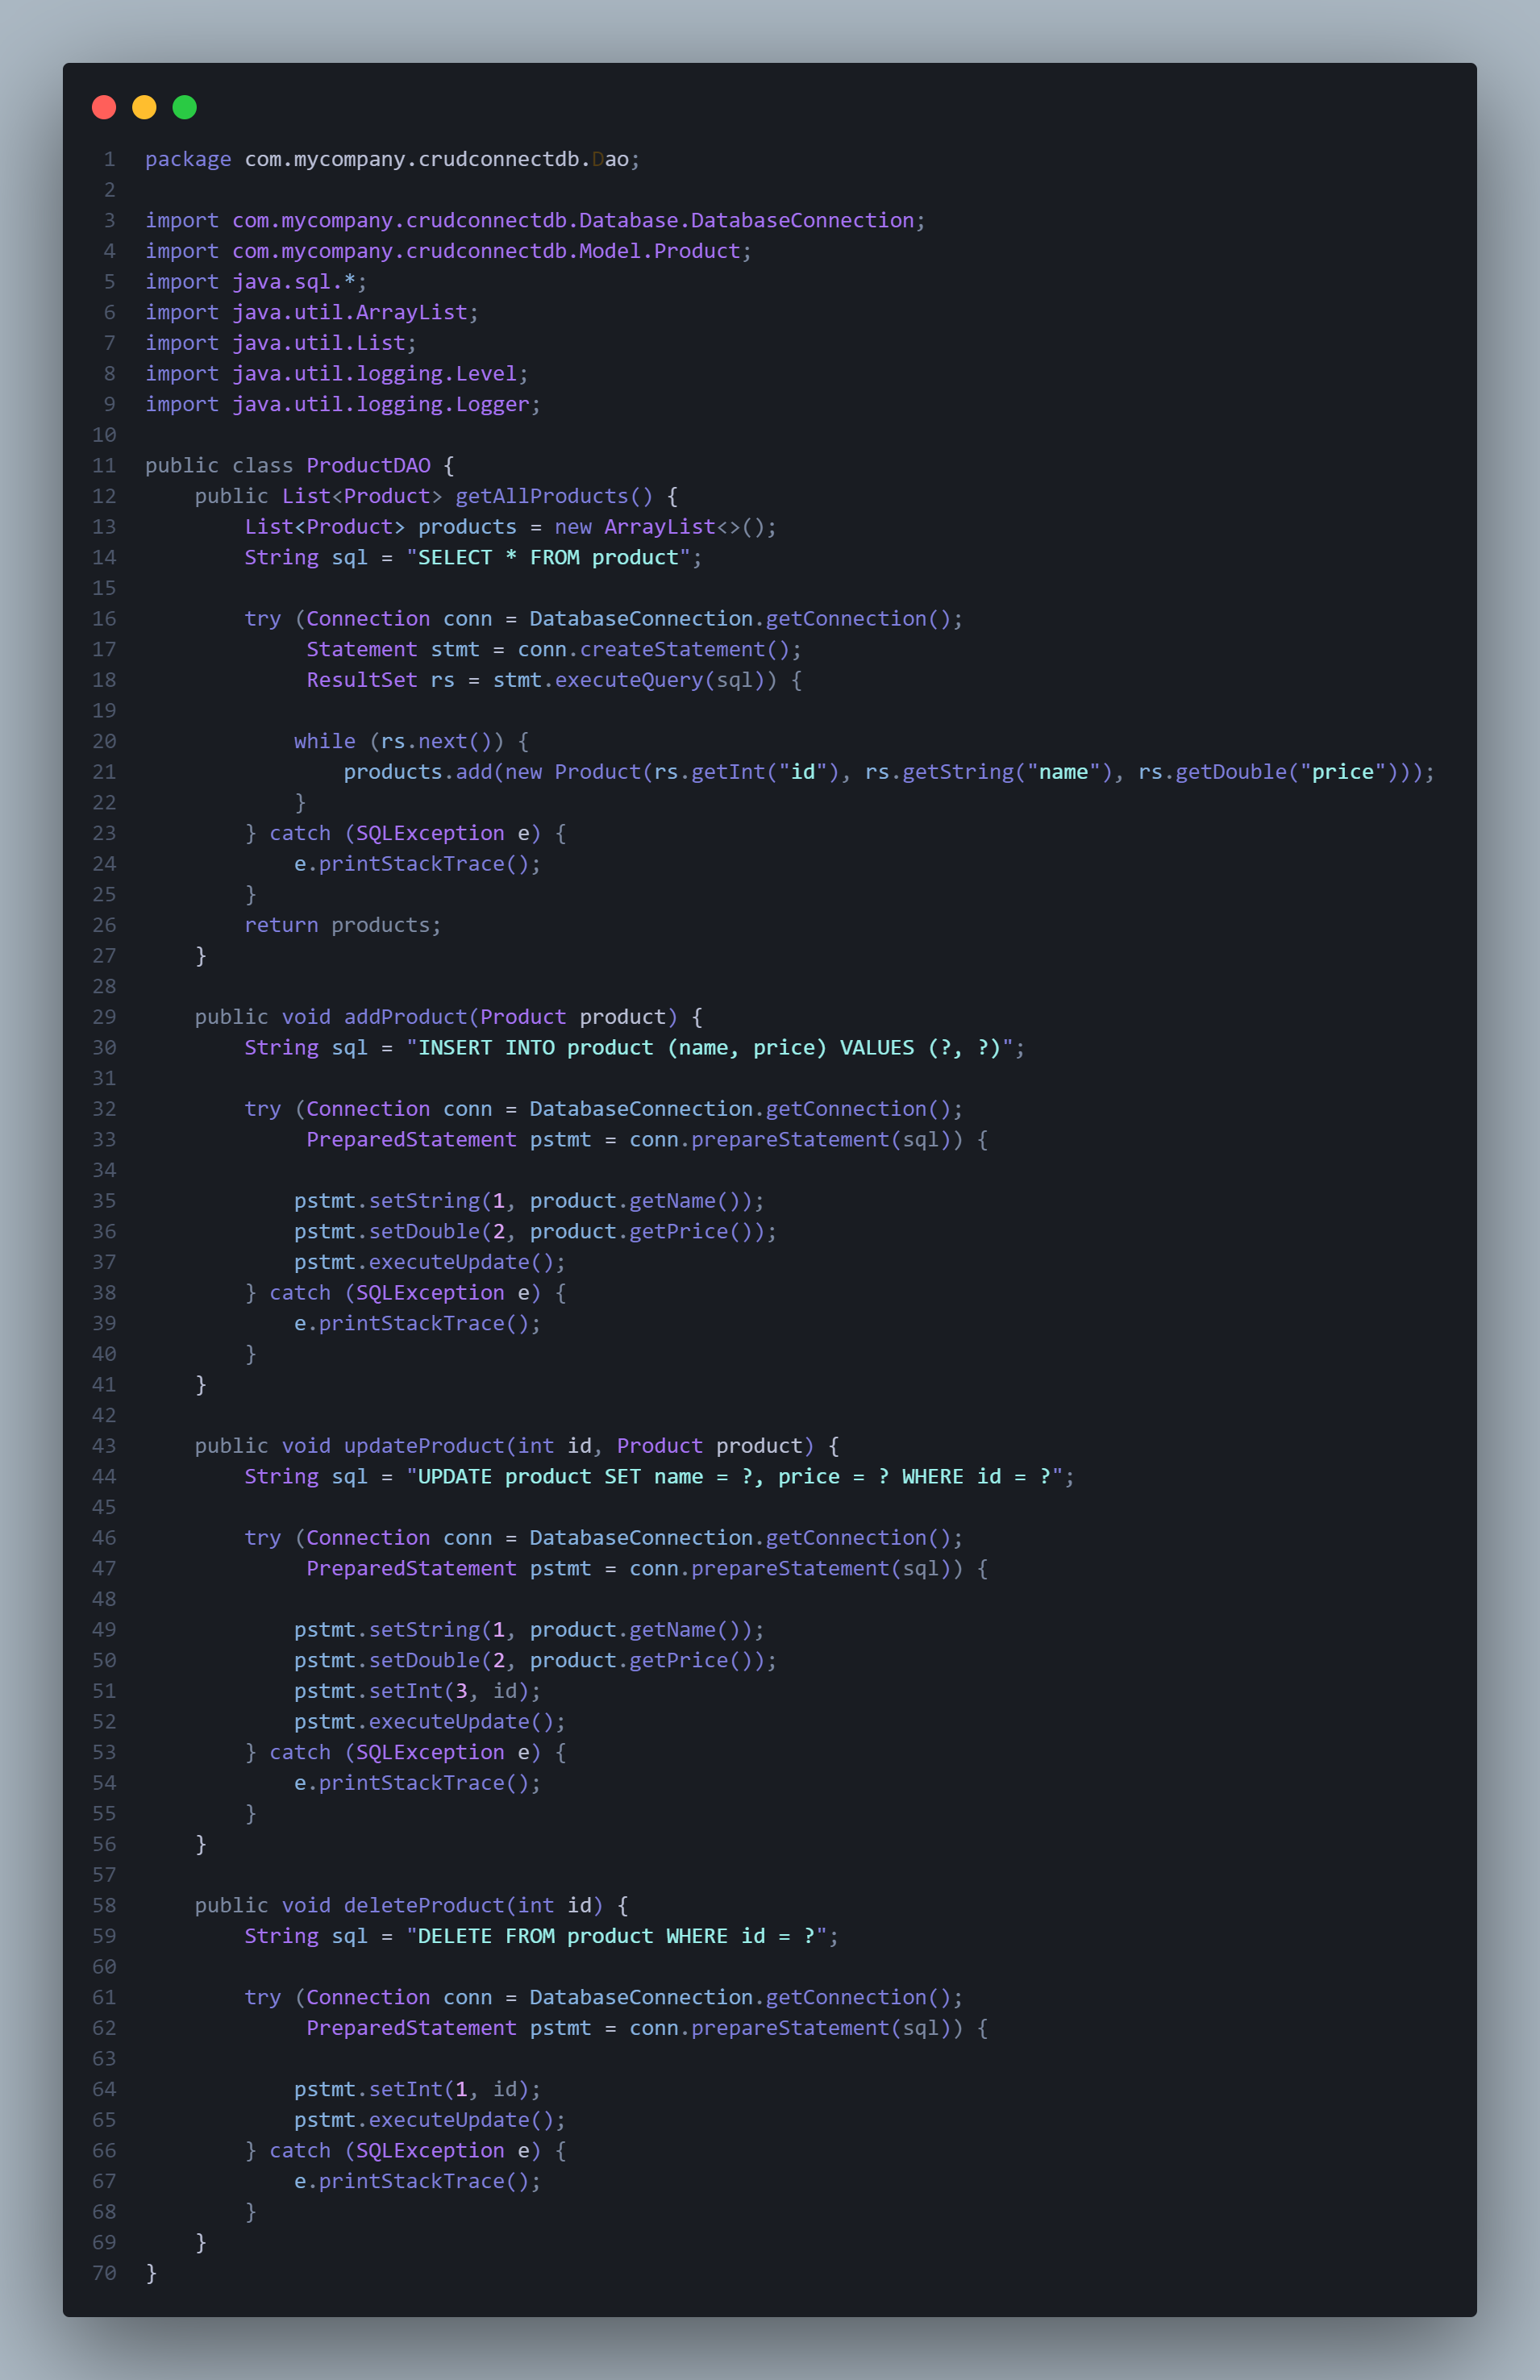 1 package com.mycompany.crudconnectdb.Dao;
2
3 import com.mycompany.crudconnectdb.Database.DatabaseConnection;
4 import com.mycompany.crudconnectdb.Model.Product;
5 import java.sql.*;
6 import java.util.ArrayList;
7 import java.util.List;
8 import java.util.logging.Level;
9 import java.util.logging.Logger;
10
11 public class ProductDAO {
12     public List<Product> getAllProducts() {
13         List<Product> products = new ArrayList<>();
14         String sql = "SELECT * FROM product";
15
16         try (Connection conn = DatabaseConnection.getConnection();
17              Statement stmt = conn.createStatement();
18              ResultSet rs = stmt.executeQuery(sql)) {
19
20             while (rs.next()) {
21                 products.add(new Product(rs.getInt("id"), rs.getString("name"), rs.getDouble("price")));
22             }
23         } catch (SQLException e) {
24             e.printStackTrace();
25         }
26         return products;
27     }
28
29     public void addProduct(Product product) {
30         String sql = "INSERT INTO product (name, price) VALUES (?, ?)";
31
32         try (Connection conn = DatabaseConnection.getConnection();
33              PreparedStatement pstmt = conn.prepareStatement(sql)) {
34
35             pstmt.setString(1, product.getName());
36             pstmt.setDouble(2, product.getPrice());
37             pstmt.executeUpdate();
38         } catch (SQLException e) {
39             e.printStackTrace();
40         }
41     }
42
43     public void updateProduct(int id, Product product) {
44         String sql = "UPDATE product SET name = ?, price = ? WHERE id = ?";
45
46         try (Connection conn = DatabaseConnection.getConnection();
47              PreparedStatement pstmt = conn.prepareStatement(sql)) {
48
49             pstmt.setString(1, product.getName());
50             pstmt.setDouble(2, product.getPrice());
51             pstmt.setInt(3, id);
52             pstmt.executeUpdate();
53         } catch (SQLException e) {
54             e.printStackTrace();
55         }
56     }
57
58     public void deleteProduct(int id) {
59         String sql = "DELETE FROM product WHERE id = ?";
60
61         try (Connection conn = DatabaseConnection.getConnection();
62              PreparedStatement pstmt = conn.prepareStatement(sql)) {
63
64             pstmt.setInt(1, id);
65             pstmt.executeUpdate();
66         } catch (SQLException e) {
67             e.printStackTrace();
68         }
69     }
70 }